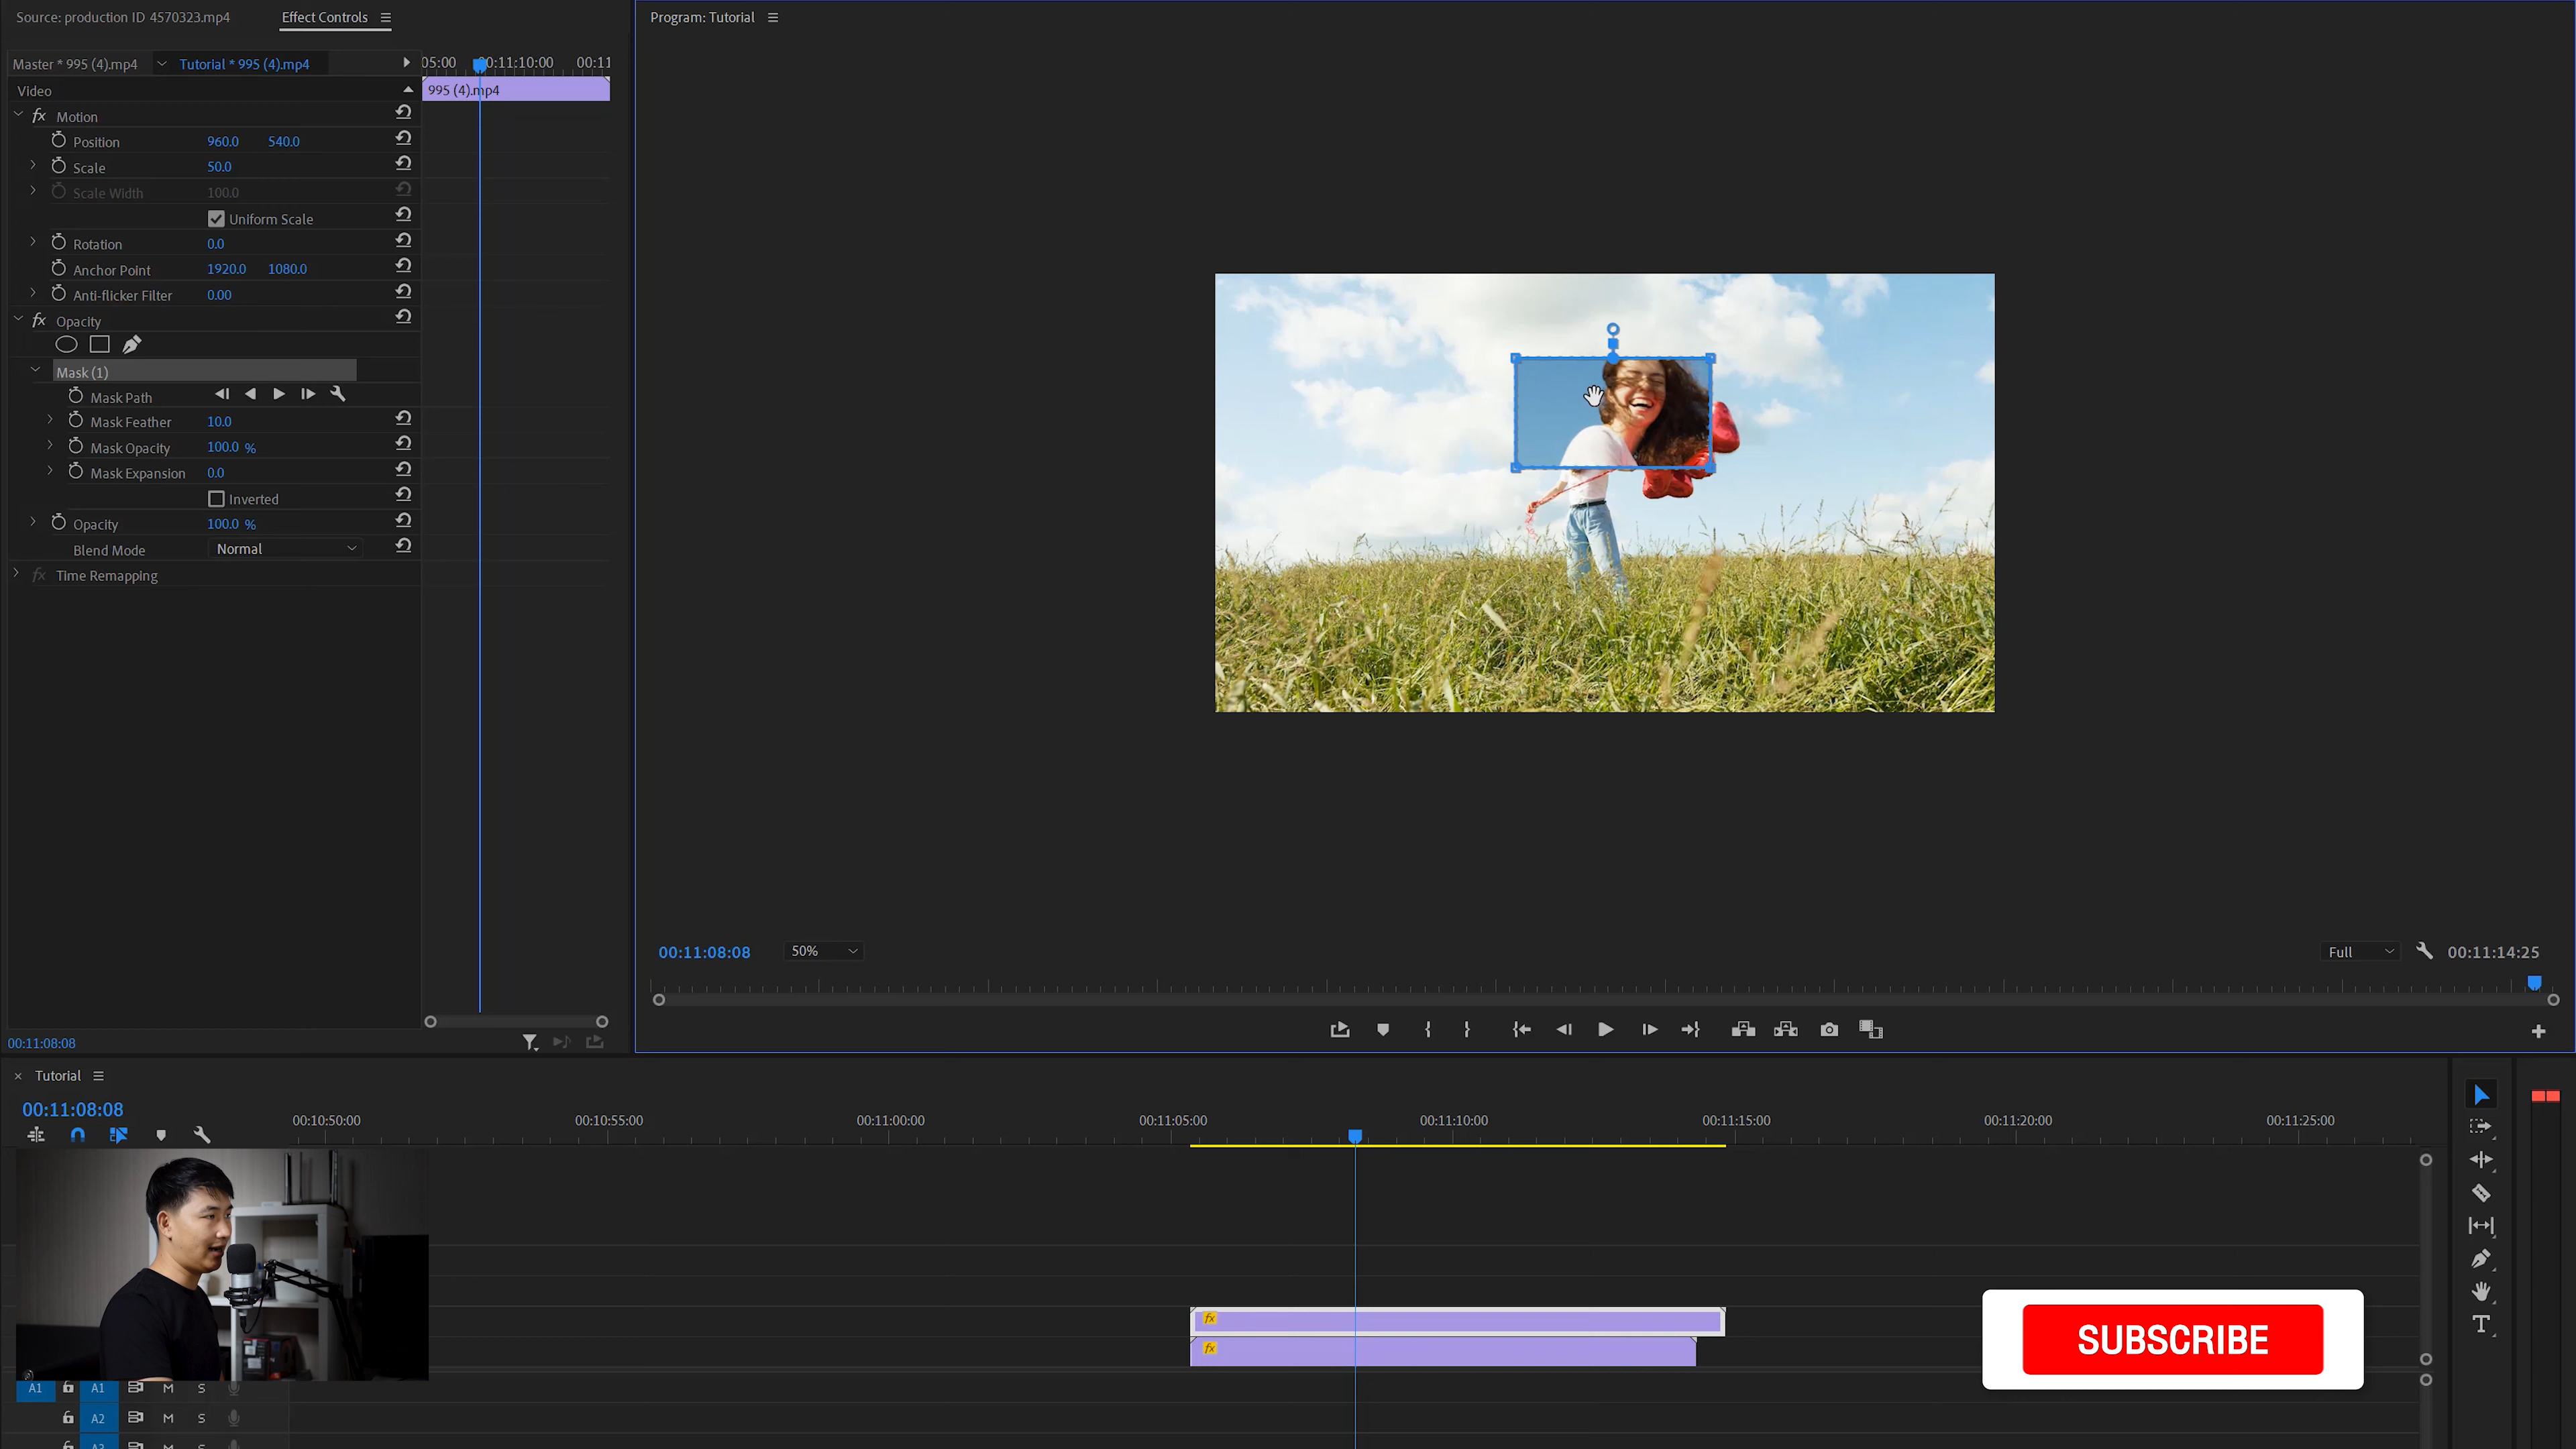 Source: production ID 4570323.mp4
Effect Controls
Program: Tutorial
Master * 995 (4).mp4
Tutorial * 995 (4).mp4
05:00
00:11:10:00
00:11
Video
995 (4).mp4
fx Motion
Position 960.0 540.0
Scale 50.0
Scale Width 100.0
Uniform Scale
Rotation 0.0
Anchor Point 1920.0 1080.0
Anti-flicker Filter 0.00
fx Opacity
Mask (1)
Mask Path
Mask Feather 10.0
Mask Opacity 100.0 %
Mask Expansion 0.0
Inverted
Opacity 100.0 %
Blend Mode Normal
fx Time Remapping
00:11:08:08
50%
Full
00:11:14:25
00:11:08:08
× Tutorial
00:11:08:08
00:10:50:00
00:10:55:00
00:11:00:00
00:11:05:00
00:11:10:00
00:11:15:00
00:11:20:00
00:11:25:00
fx
fx
SUBSCRIBE
A1 A1 M S
A2 M S